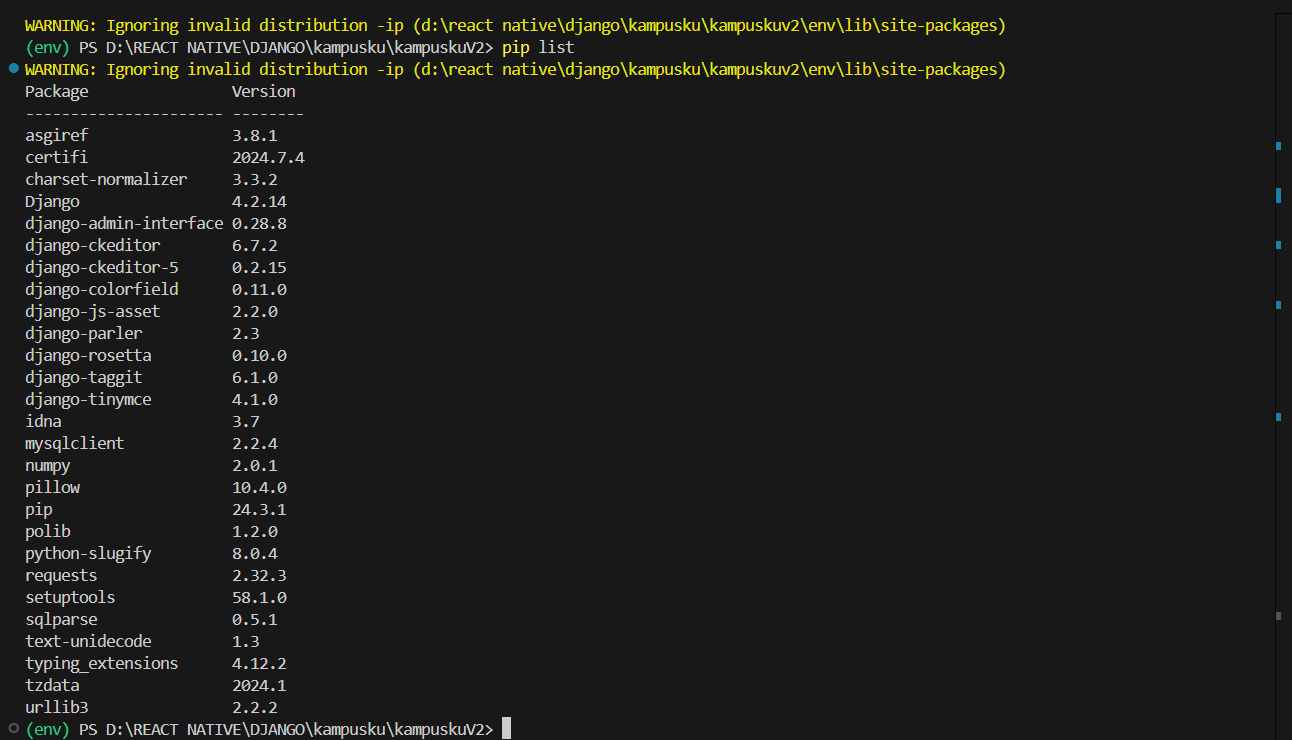 WARNING: Ignoring invalid distribution -ip (d:\react native\django\kampusku\kampuskuv2\env\lib\site-packages)
(env) PS D:\REACT NATIVE\DJANGO\kampusku\kampuskuV2> pip list
WARNING: Ignoring invalid distribution -ip (d:\react native\django\kampusku\kampuskuv2\env\lib\site-packages)
Package                Version
---------------------- --------
asgiref                3.8.1
certifi                2024.7.4
charset-normalizer     3.3.2
Django                 4.2.14
django-admin-interface 0.28.8
django-ckeditor        6.7.2
django-ckeditor-5      0.2.15
django-colorfield      0.11.0
django-js-asset        2.2.0
django-parler          2.3
django-rosetta         0.10.0
django-taggit          6.1.0
django-tinymce         4.1.0
idna                   3.7
mysqlclient            2.2.4
numpy                  2.0.1
pillow                 10.4.0
pip                    24.3.1
polib                  1.2.0
python-slugify         8.0.4
requests               2.32.3
setuptools             58.1.0
sqlparse               0.5.1
text-unidecode         1.3
typing_extensions      4.12.2
tzdata                 2024.1
urllib3                2.2.2
(env) PS D:\REACT NATIVE\DJANGO\kampusku\kampuskuV2>